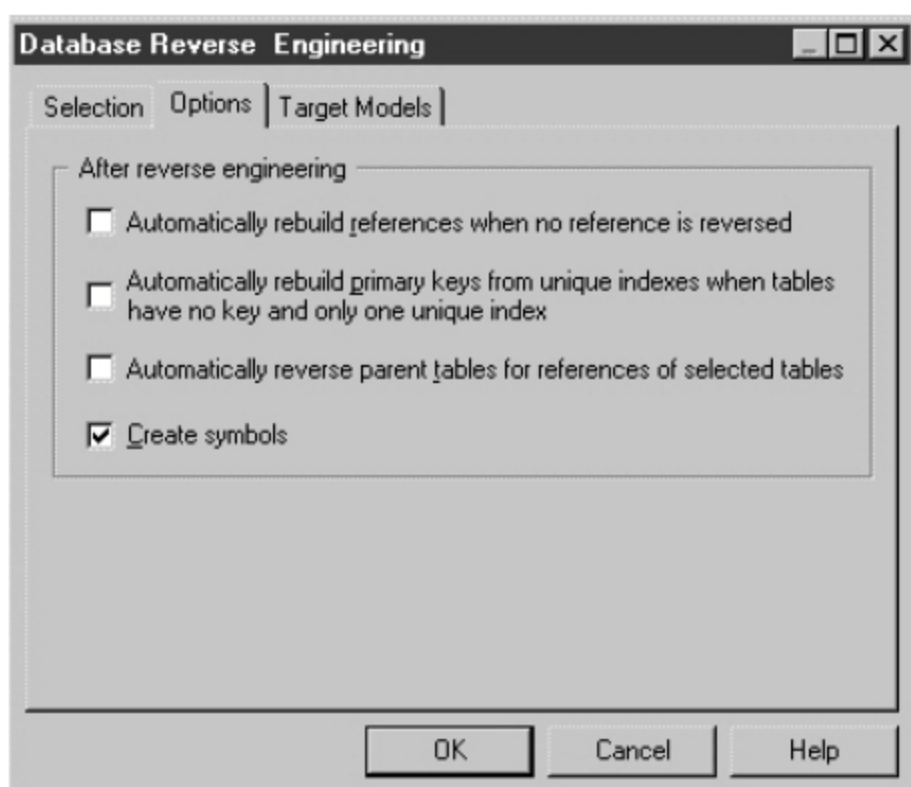 Database Reverse Engineering
Selection Options Target Models
After reverse engineering
Automatically rebuild references when no reference is reversed
Automatically rebuild primary keys from unique indexes when tables
have no key and only one unique index
Automatically reverse parent tables for references of selected tables
Create symbols
OK Cancel Help